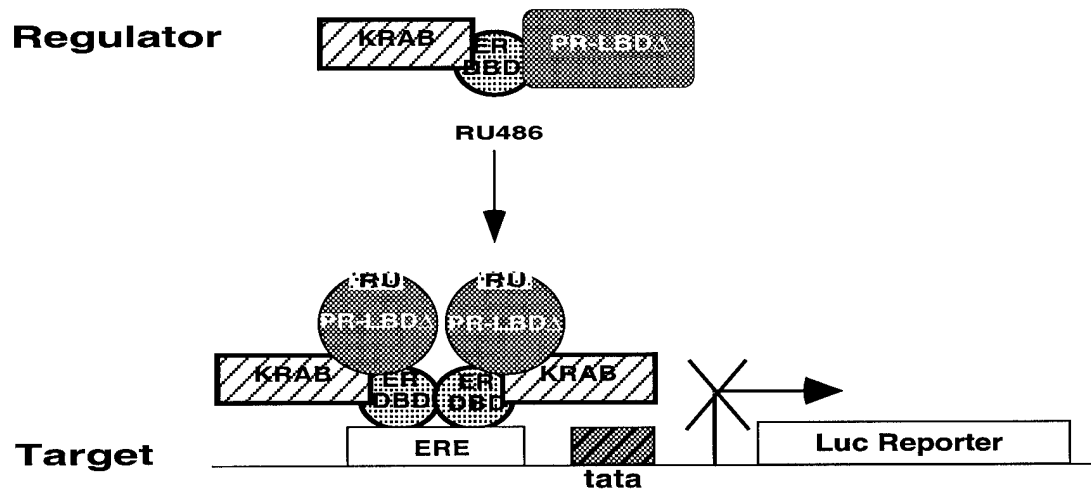 Regulator
KRAB
ER
DBD
PR-LBDΔ
RU486
RU
RU
PR-LBDΔ
PR-LBDΔ
KRAB
ER
DBD
ER
DBD
KRAB
Target
ERE
tata
Luc Reporter